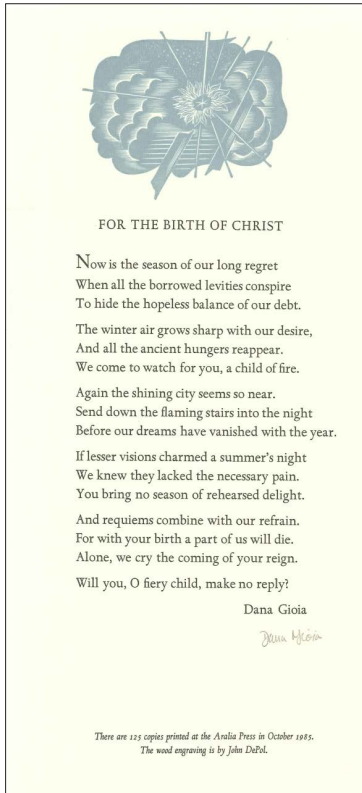 FOR THE BIRTH OF CHRIST
Now is the season of our long regret
When all the borrowed levities conspire
To hide the hopeless balance of our debt.
The winter air grows sharp with our desire,
And all the ancient hungers reappear.
We come to watch for you, a child of fire.
Again the shining city seems so near.
Send down the flaming stairs into the night
Before our dreams have vanished with the year.
If lesser visions charmed a summer's night
We knew they lacked the necessary pain.
You bring no season of rehearsed delight.
And requiems combine with our refrain.
For with your birth a part of us will die.
Alone, we cry the coming of your reign.
Will you, O fiery child, make no reply?
Dana Gioia
Dana Gioia
There are 125 copies printed at the Aralia Press in October 1985.
The wood engraving is by John DePol.